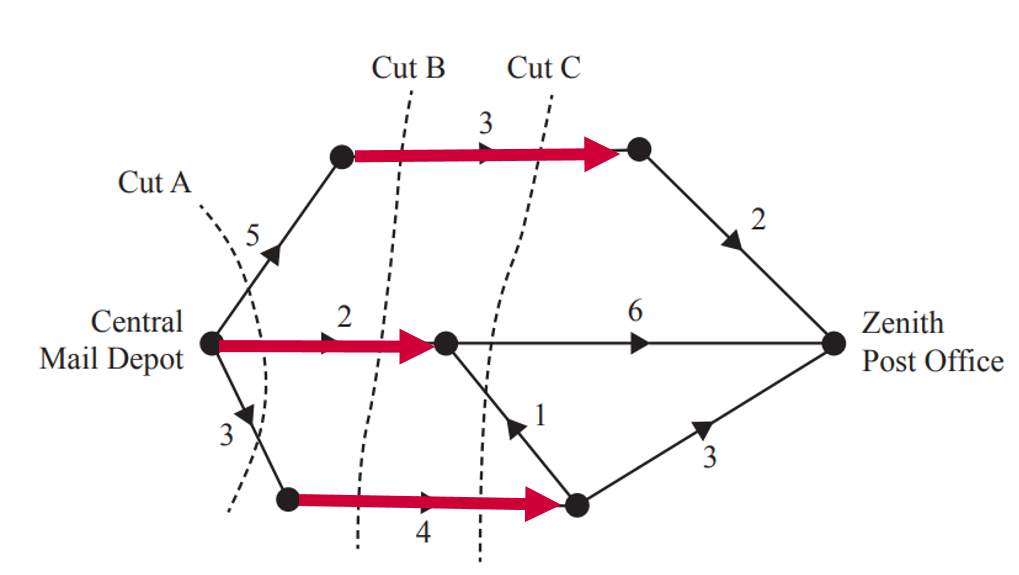 Cut B
Cut C
3
Cut A
5
2
2
6
Central
Mail Depot
Zenith
Post Office
1
3
3
4